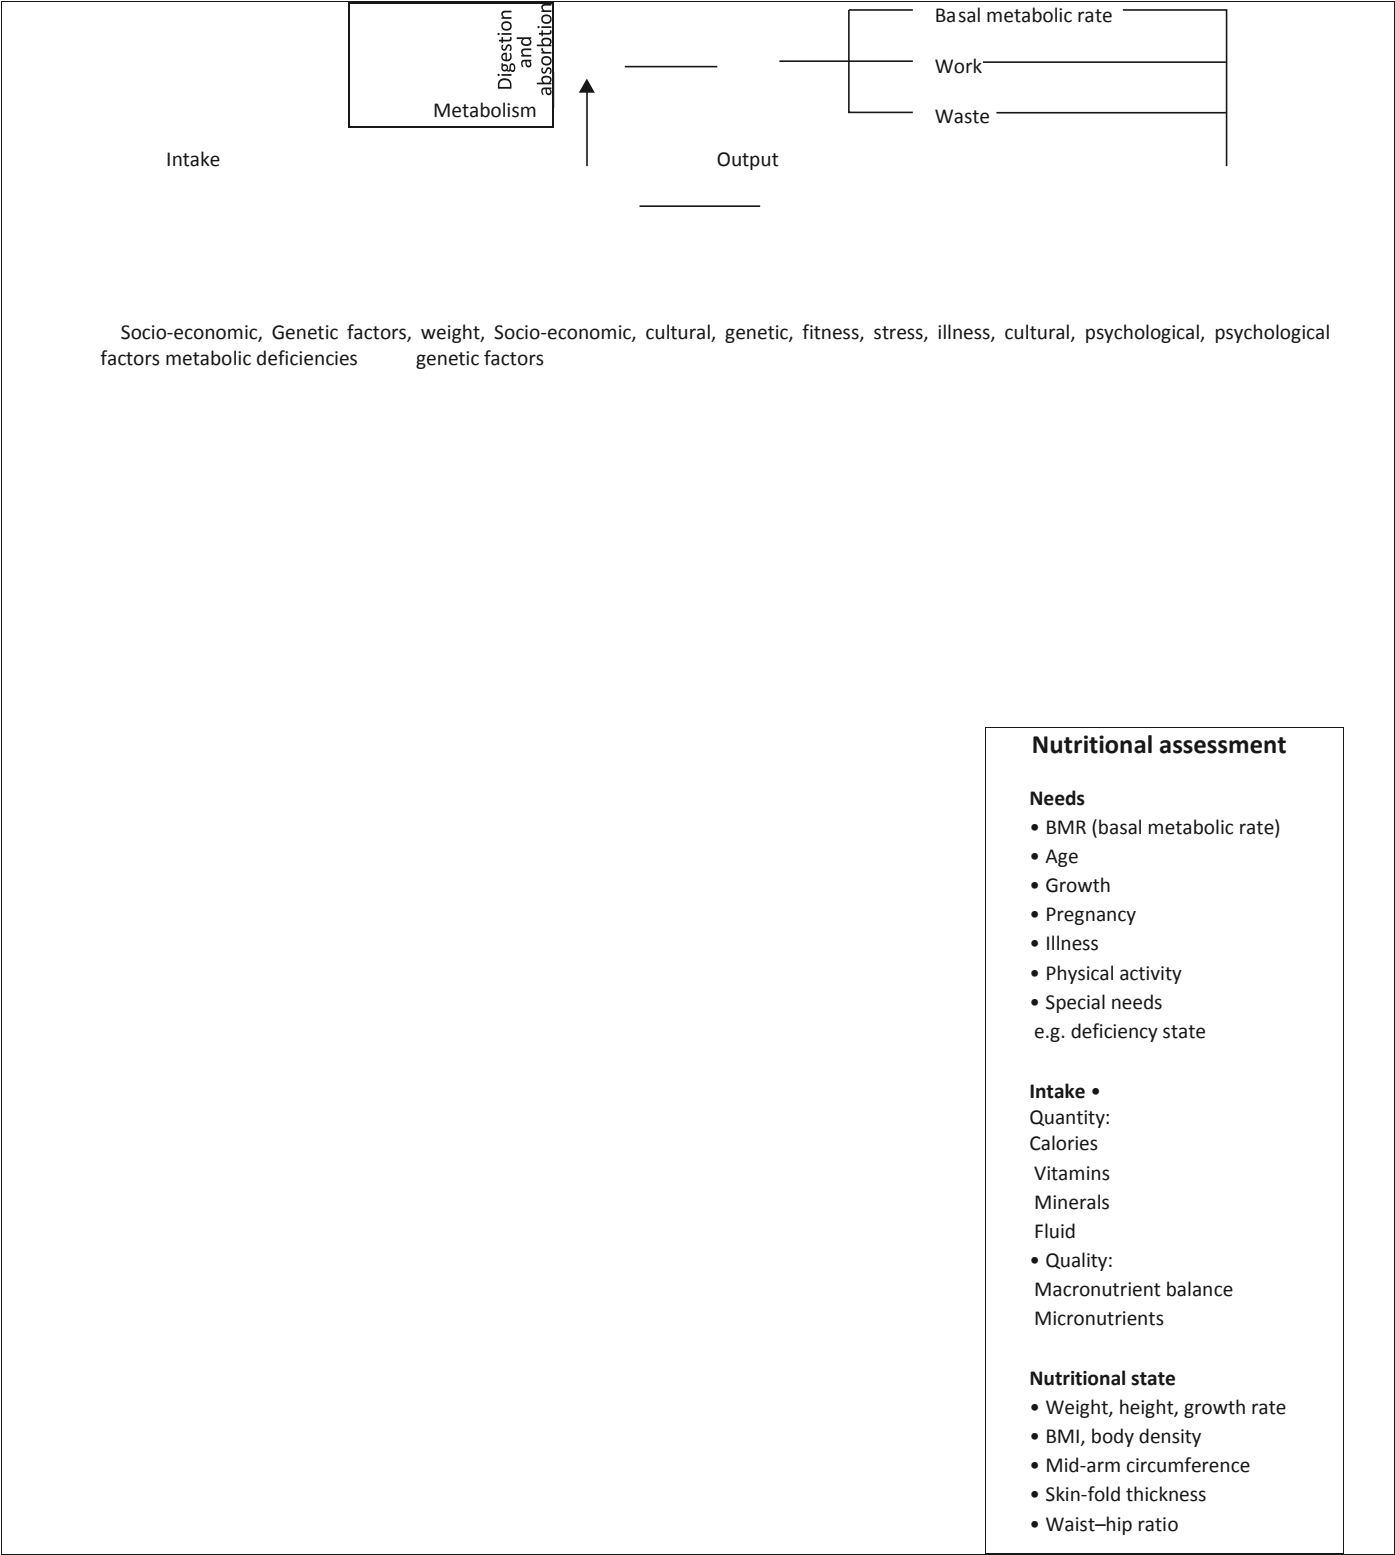 Digestion
and
absorbtion
Metabolism
Basal metabolic rate
Work
Waste
Intake
Output
Socio-economic, Genetic factors, weight, Socio-economic, cultural, genetic, fitness, stress, illness, cultural, psychological, psychological
factors metabolic deficiencies genetic factors
Nutritional assessment
Needs
• BMR (basal metabolic rate)
• Age
• Growth
• Pregnancy
• Illness
• Physical activity
• Special needs
e.g. deficiency state
Intake •
Quantity:
Calories
Vitamins
Minerals
Fluid
• Quality:
Macronutrient balance
Micronutrients
Nutritional state
• Weight, height, growth rate
• BMI, body density
• Mid-arm circumference
• Skin-fold thickness
• Waist–hip ratio